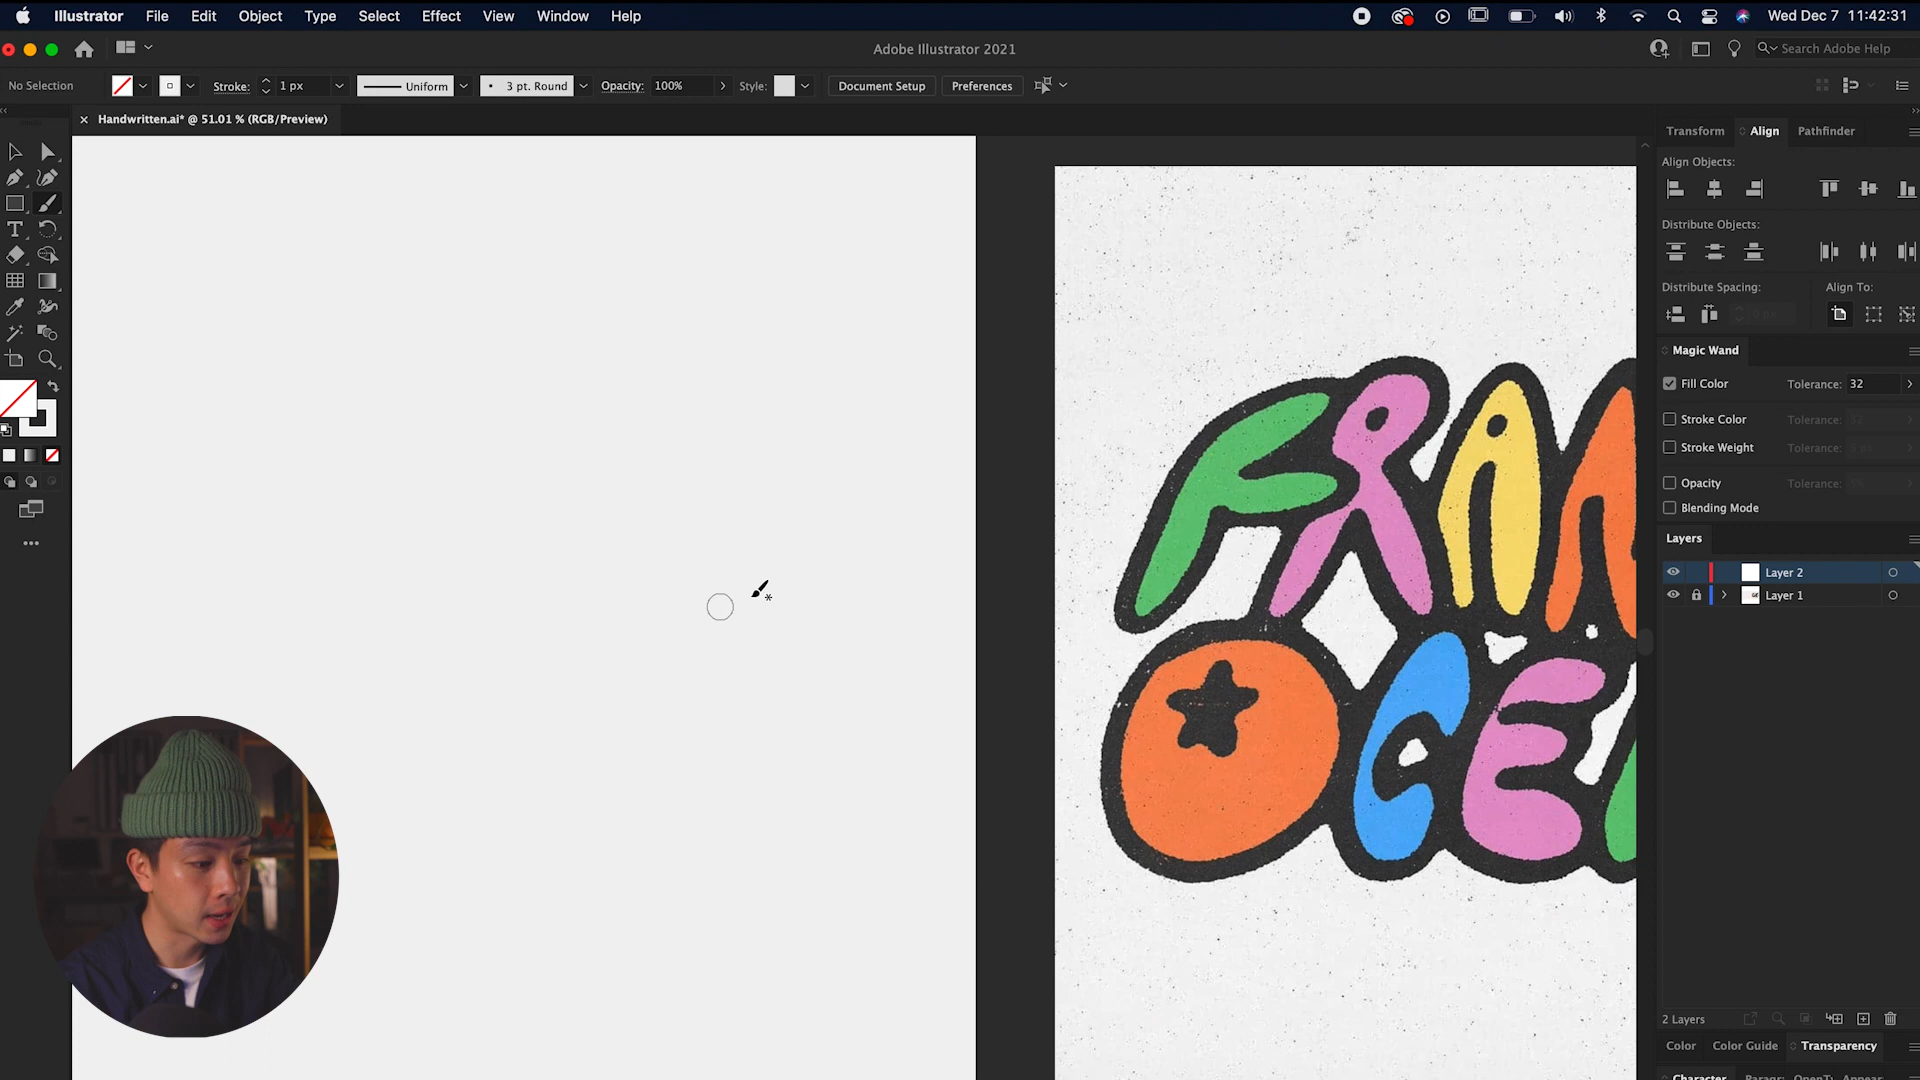 Illustrator File Edit Object Type Select Effect View Window Help
Wed Dec 7 11:42:31
Adobe Illustrator 2021
Search Adobe Help
No Selection
Stroke: 1 px
Uniform
3 pt. Round
Opacity: 100%
Style:
Document Setup
Preferences
Handwritten.ai* @ 51.01 % (RGB/Preview)
Transform Align Pathfinder
Align Objects:
Distribute Objects:
Distribute Spacing:
Align To:
0 px
Magic Wand
Fill Color Tolerance: 32
Stroke Color Tolerance:
Stroke Weight Tolerance:
Opacity Tolerance:
Blending Mode
Layers
Layer 2
Layer 1
2 Layers
Color Color Guide Transparency
FRAN
OCE